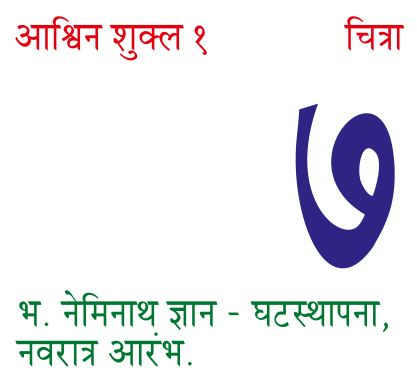 आश्विन शुक्ल १ चित्रा
७
भ. नेमिनाथ ज्ञान - घटस्थापना,
नवरात्र आरंभ.